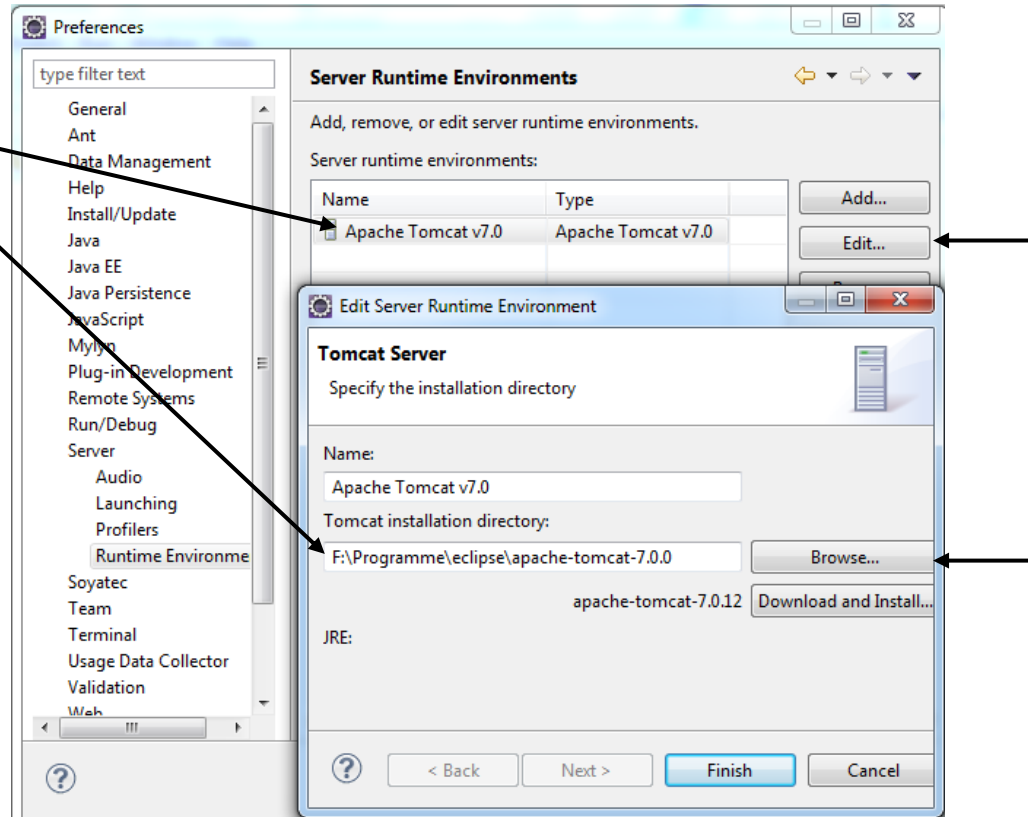 Preferences
type filter text
General
Ant
Data Management
Help
Install/Update
Java
Java EE
Java Persistence
JavaScript
Mylyn
Plug-in Development
Remote Systems
Run/Debug
Server
Audio
Launching
Profilers
Runtime Environme
Soyatec
Team
Terminal
Usage Data Collector
Validation
Web
Server Runtime Environments
Add, remove, or edit server runtime environments.
Server runtime environments:
Name Type
Apache Tomcat v7.0 Apache Tomcat v7.0
Add...
Edit...
Edit Server Runtime Environment
Tomcat Server
Specify the installation directory
Name:
Apache Tomcat v7.0
Tomcat installation directory:
F:\Programme\eclipse\apache-tomcat-7.0.0 Browse...
apache-tomcat-7.0.12 Download and Install...
JRE:
? < Back Next > Finish Cancel
?